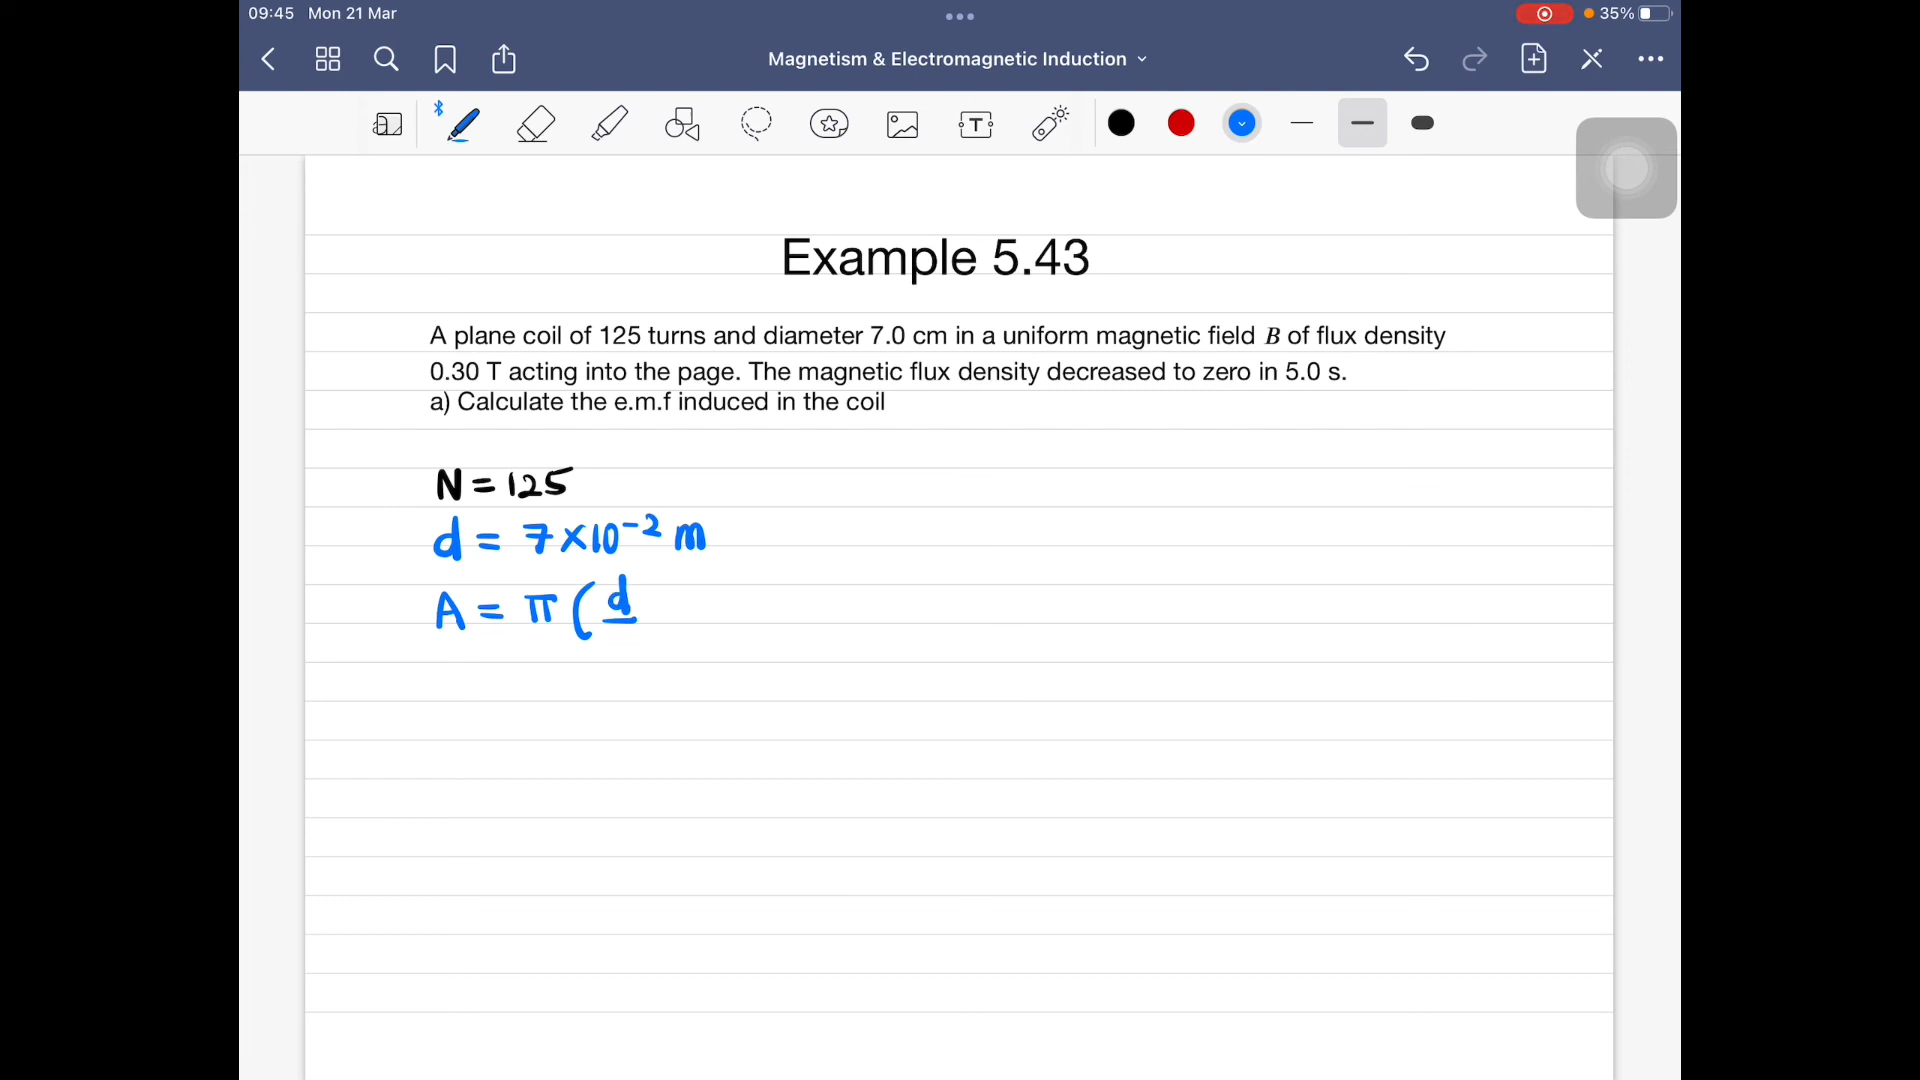 09:45 Mon 21 Mar
35%
Magnetism & Electromagnetic Induction
Example 5.43
A plane coil of 125 turns and diameter 7.0 cm in a uniform magnetic field B of flux density
0.30 T acting into the page. The magnetic flux density decreased to zero in 5.0 s.
a) Calculate the e.m.f induced in the coil
N = 125
d = 7×10⁻² m
A = π ( d